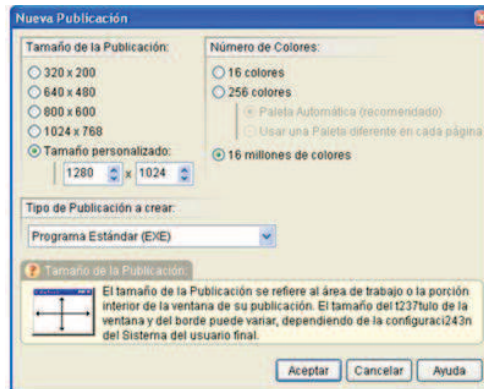 Nueva Publicación
Tamaño de la Publicación:
320 x 200
640 x 480
800 x 600
1024 x 768
Tamaño personalizado:
1280 x 1024
Número de Colores:
16 colores
256 colores
Paleta Automática (recomendado)
Usar una Paleta diferente en cada página
16 millones de colores
Tipo de Publicación a crear:
Programa Estándar (EXE)
? Tamaño de la Publicación:
El tamaño de la Publicación se refiere al área de trabajo o la porción
interior de la ventana de su publicación. El tamaño del t237tulo de la
ventana y del borde puede variar, dependiendo de la configuraci243n
del Sistema del usuario final.
Aceptar Cancelar Ayuda